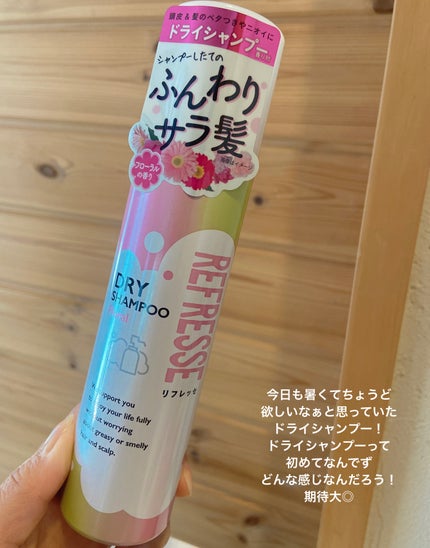 頭皮&髪のベタつきやニオイに
ドライシャンプー
シャンプーしたての
ふんわり
サラ髪
フローラル
の香り
REFRESSE
リフレッセ
DRY
SHAMPOO
support you
your life fully
without worrying
greasy or smelly
and scalp.
今日も暑くてちょうど
欲しいなぁと思っていた
ドライシャンプー！
ドライシャンプーって
初めてなんでず
どんな感じなんだろう！
期待大◎